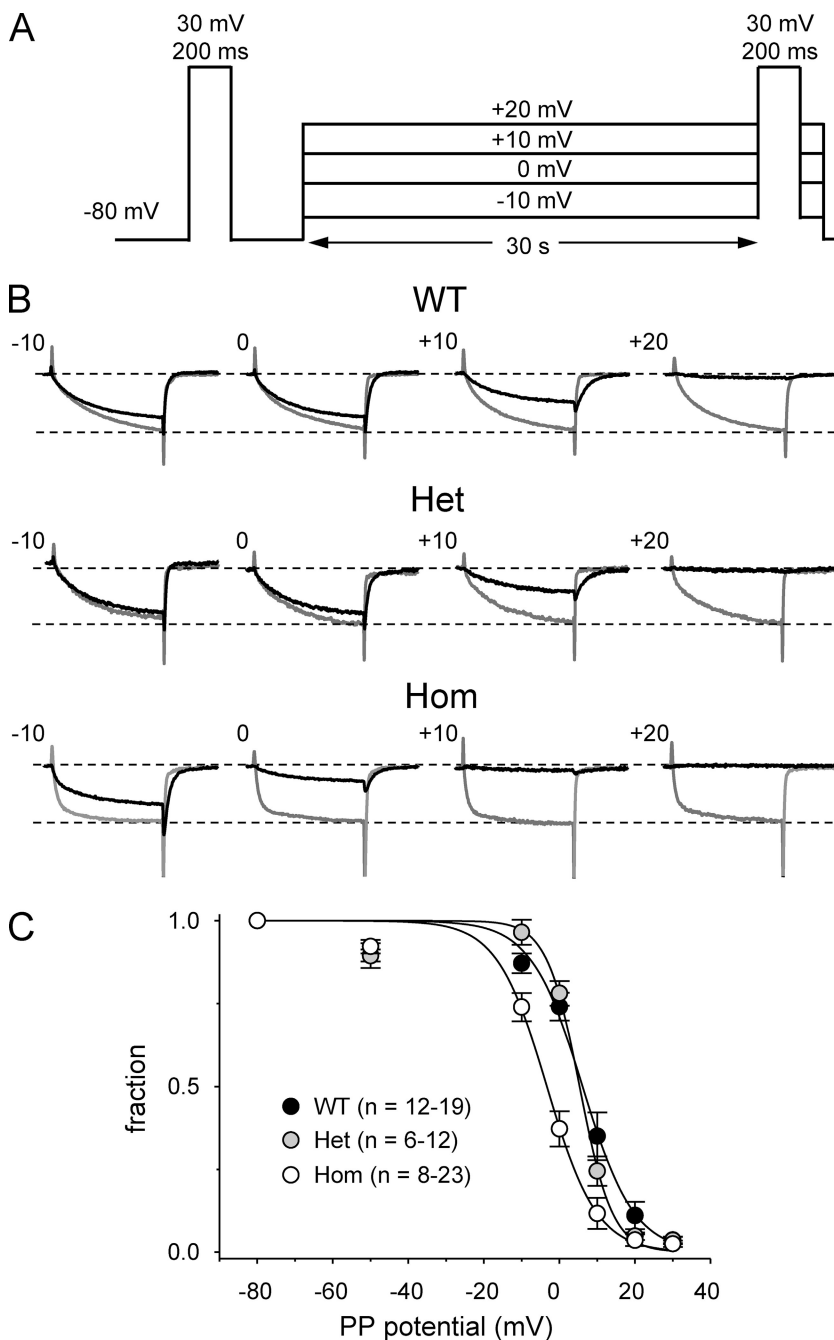 A
30 mV
200 ms
30 mV
200 ms
+20 mV
+10 mV
0 mV
-10 mV
-80 mV
30 s
B
WT
-10
0
+10
+20
Het
-10
0
+10
+20
Hom
-10
0
+10
+20
C
1.0
0.5
0.0
fraction
WT (n = 12-19)
Het (n = 6-12)
Hom (n = 8-23)
-80
-60
-40
-20
0
20
40
PP potential (mV)